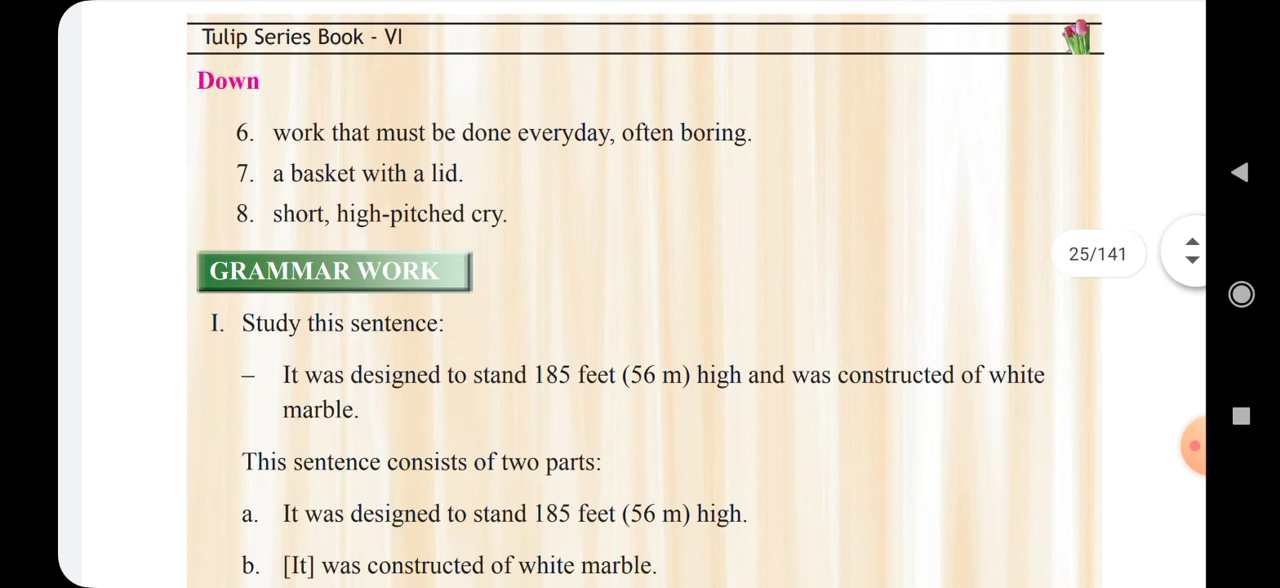 Tulip Series Book - VI
Down
6. work that must be done everyday, often boring.
7. a basket with a lid.
8. short, high-pitched cry.
GRAMMAR WORK
25/141
I. Study this sentence:
– It was designed to stand 185 feet (56 m) high and was constructed of white
marble.
This sentence consists of two parts:
a. It was designed to stand 185 feet (56 m) high.
b. [It] was constructed of white marble.